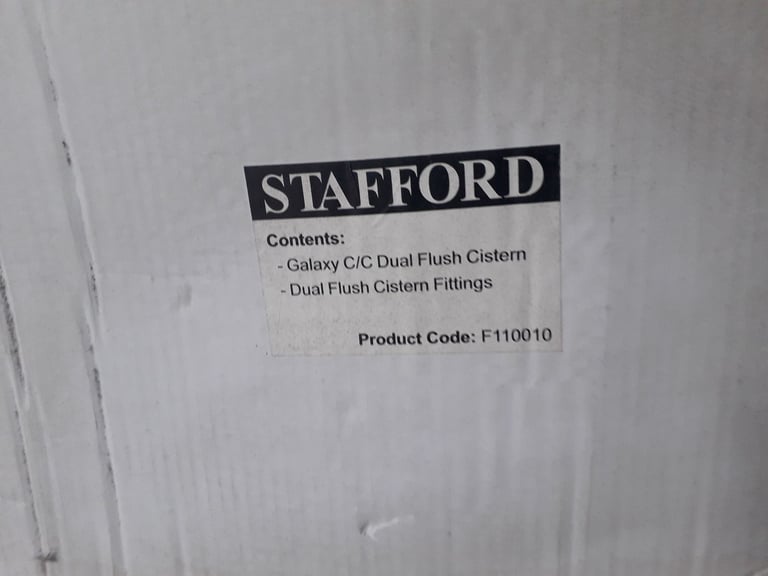 STAFFORD
Contents:
- Galaxy C/C Dual Flush Cistern
- Dual Flush Cistern Fittings
Product Code: F110010